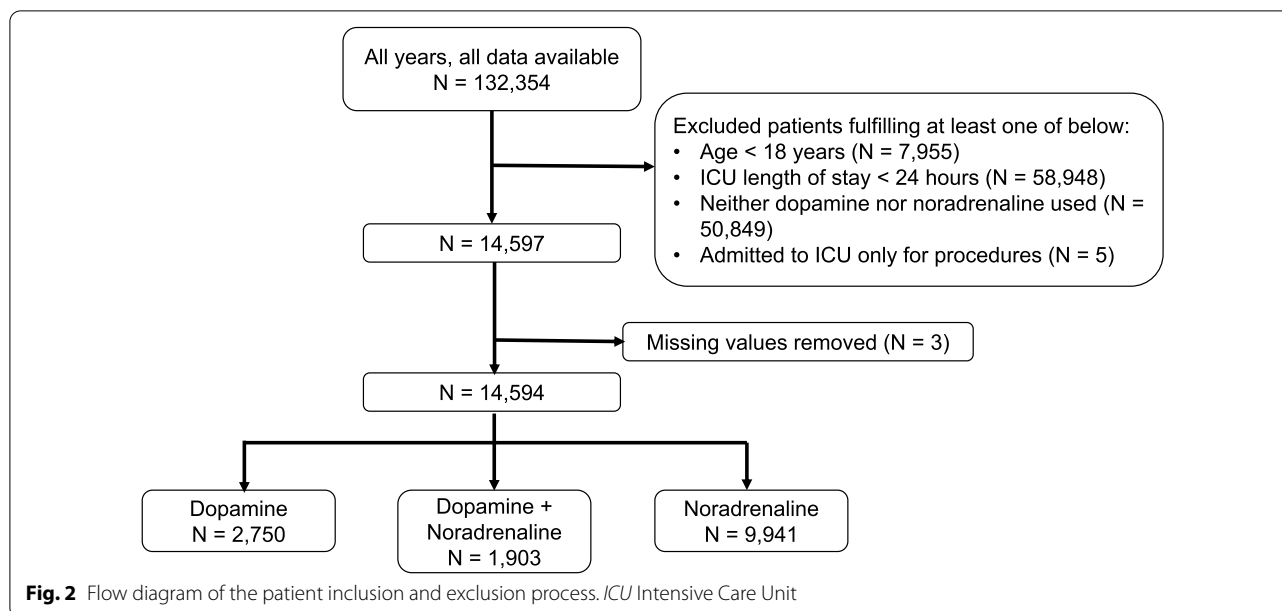 All years, all data available
N = 132,354
Excluded patients fulfilling at least one of below:
• Age < 18 years (N = 7,955)
• ICU length of stay < 24 hours (N = 58,948)
• Neither dopamine nor noradrenaline used (N =
50,849)
• Admitted to ICU only for procedures (N = 5)
N = 14,597
Missing values removed (N = 3)
N = 14,594
Dopamine
N = 2,750
Dopamine +
Noradrenaline
N = 1,903
Noradrenaline
N = 9,941
Fig. 2 Flow diagram of the patient inclusion and exclusion process. ICU Intensive Care Unit